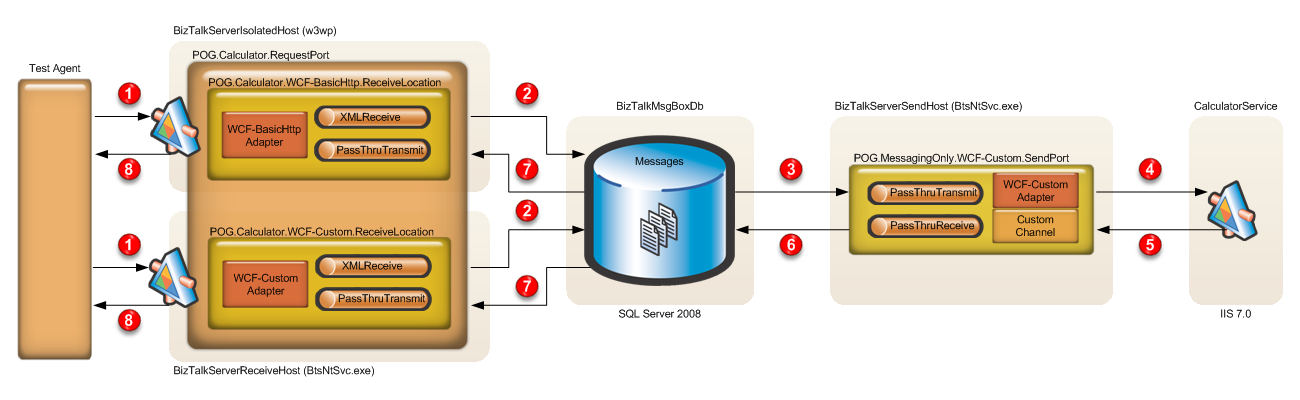 BizTalkServerIsolatedHost (w3wp)
POG.Calculator.RequestPort
Test Agent
POG.Calculator.WCF-BasicHttp.ReceiveLocation
1
2
XMLReceive
WCF-BasicHttp
Adapter
PassThruTransmit
8
7
BizTalkMsgBoxDb
Messages
BizTalkServerSendHost (BtsNtSvc.exe)
CalculatorService
POG.MessagingOnly.WCF-Custom.SendPort
3
4
PassThruTransmit
WCF-Custom
Adapter
PassThruReceive
Custom
Channel
6
5
2
POG.Calculator.WCF-Custom.ReceiveLocation
1
XMLReceive
WCF-Custom
Adapter
PassThruTransmit
7
8
SQL Server 2008
IIS 7.0
BizTalkServerReceiveHost (BtsNtSvc.exe)